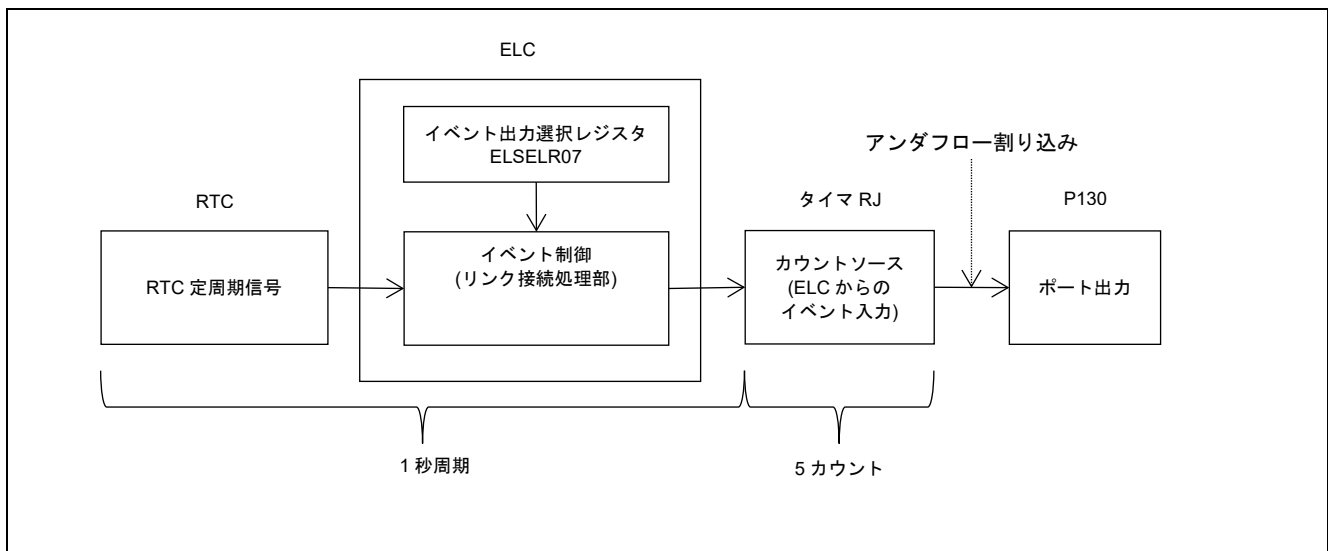 ELC
イベント出力選択レジスタ
ELSELR07
アンダフロー割り込み
RTC
タイマ RJ
P130
RTC 定周期信号
イベント制御
(リンク接続処理部)
カウントソース
(ELC からの
イベント入力)
ポート出力
1 秒周期
5 カウント